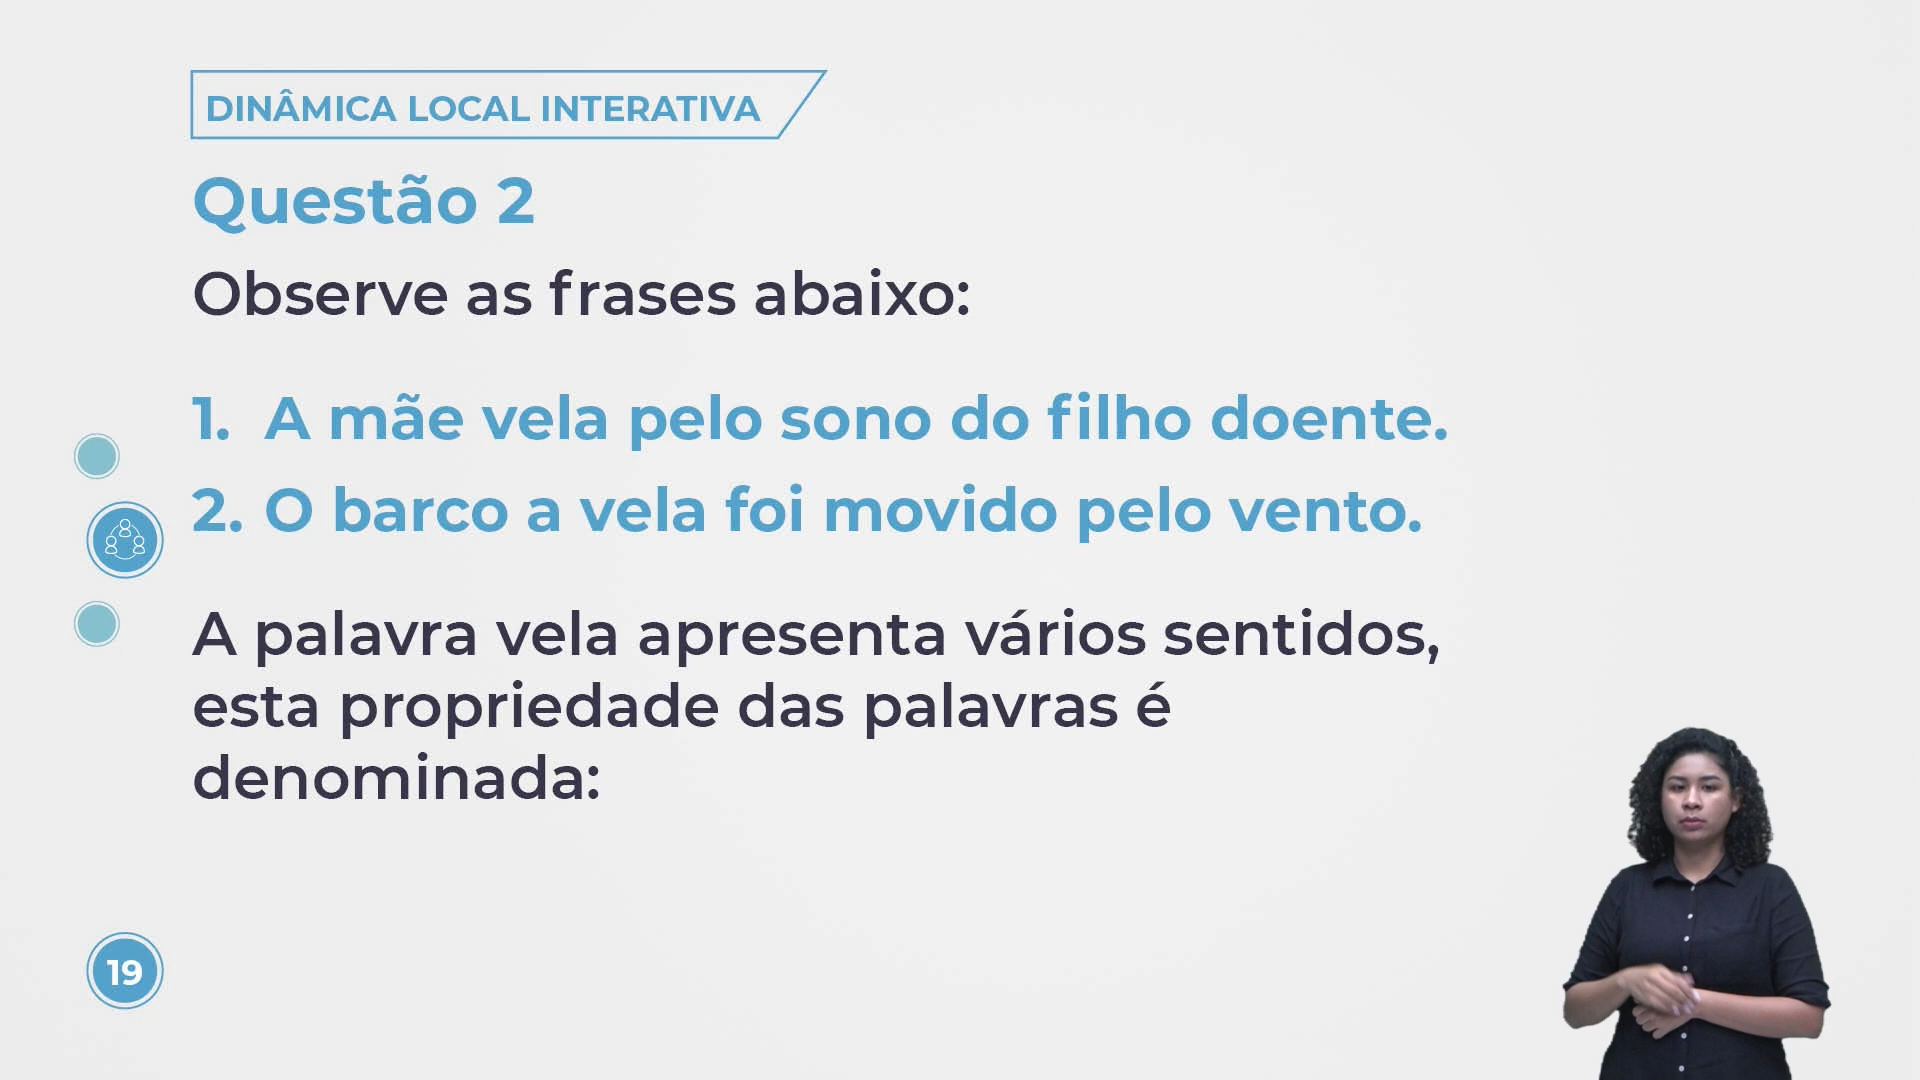 DINÂMICA LOCAL INTERATIVA
Questão 2
Observe as frases abaixo:
1. A mãe vela pelo sono do filho doente.
2. O barco a vela foi movido pelo vento.
A palavra vela apresenta vários sentidos,
esta propriedade das palavras é
denominada:
19